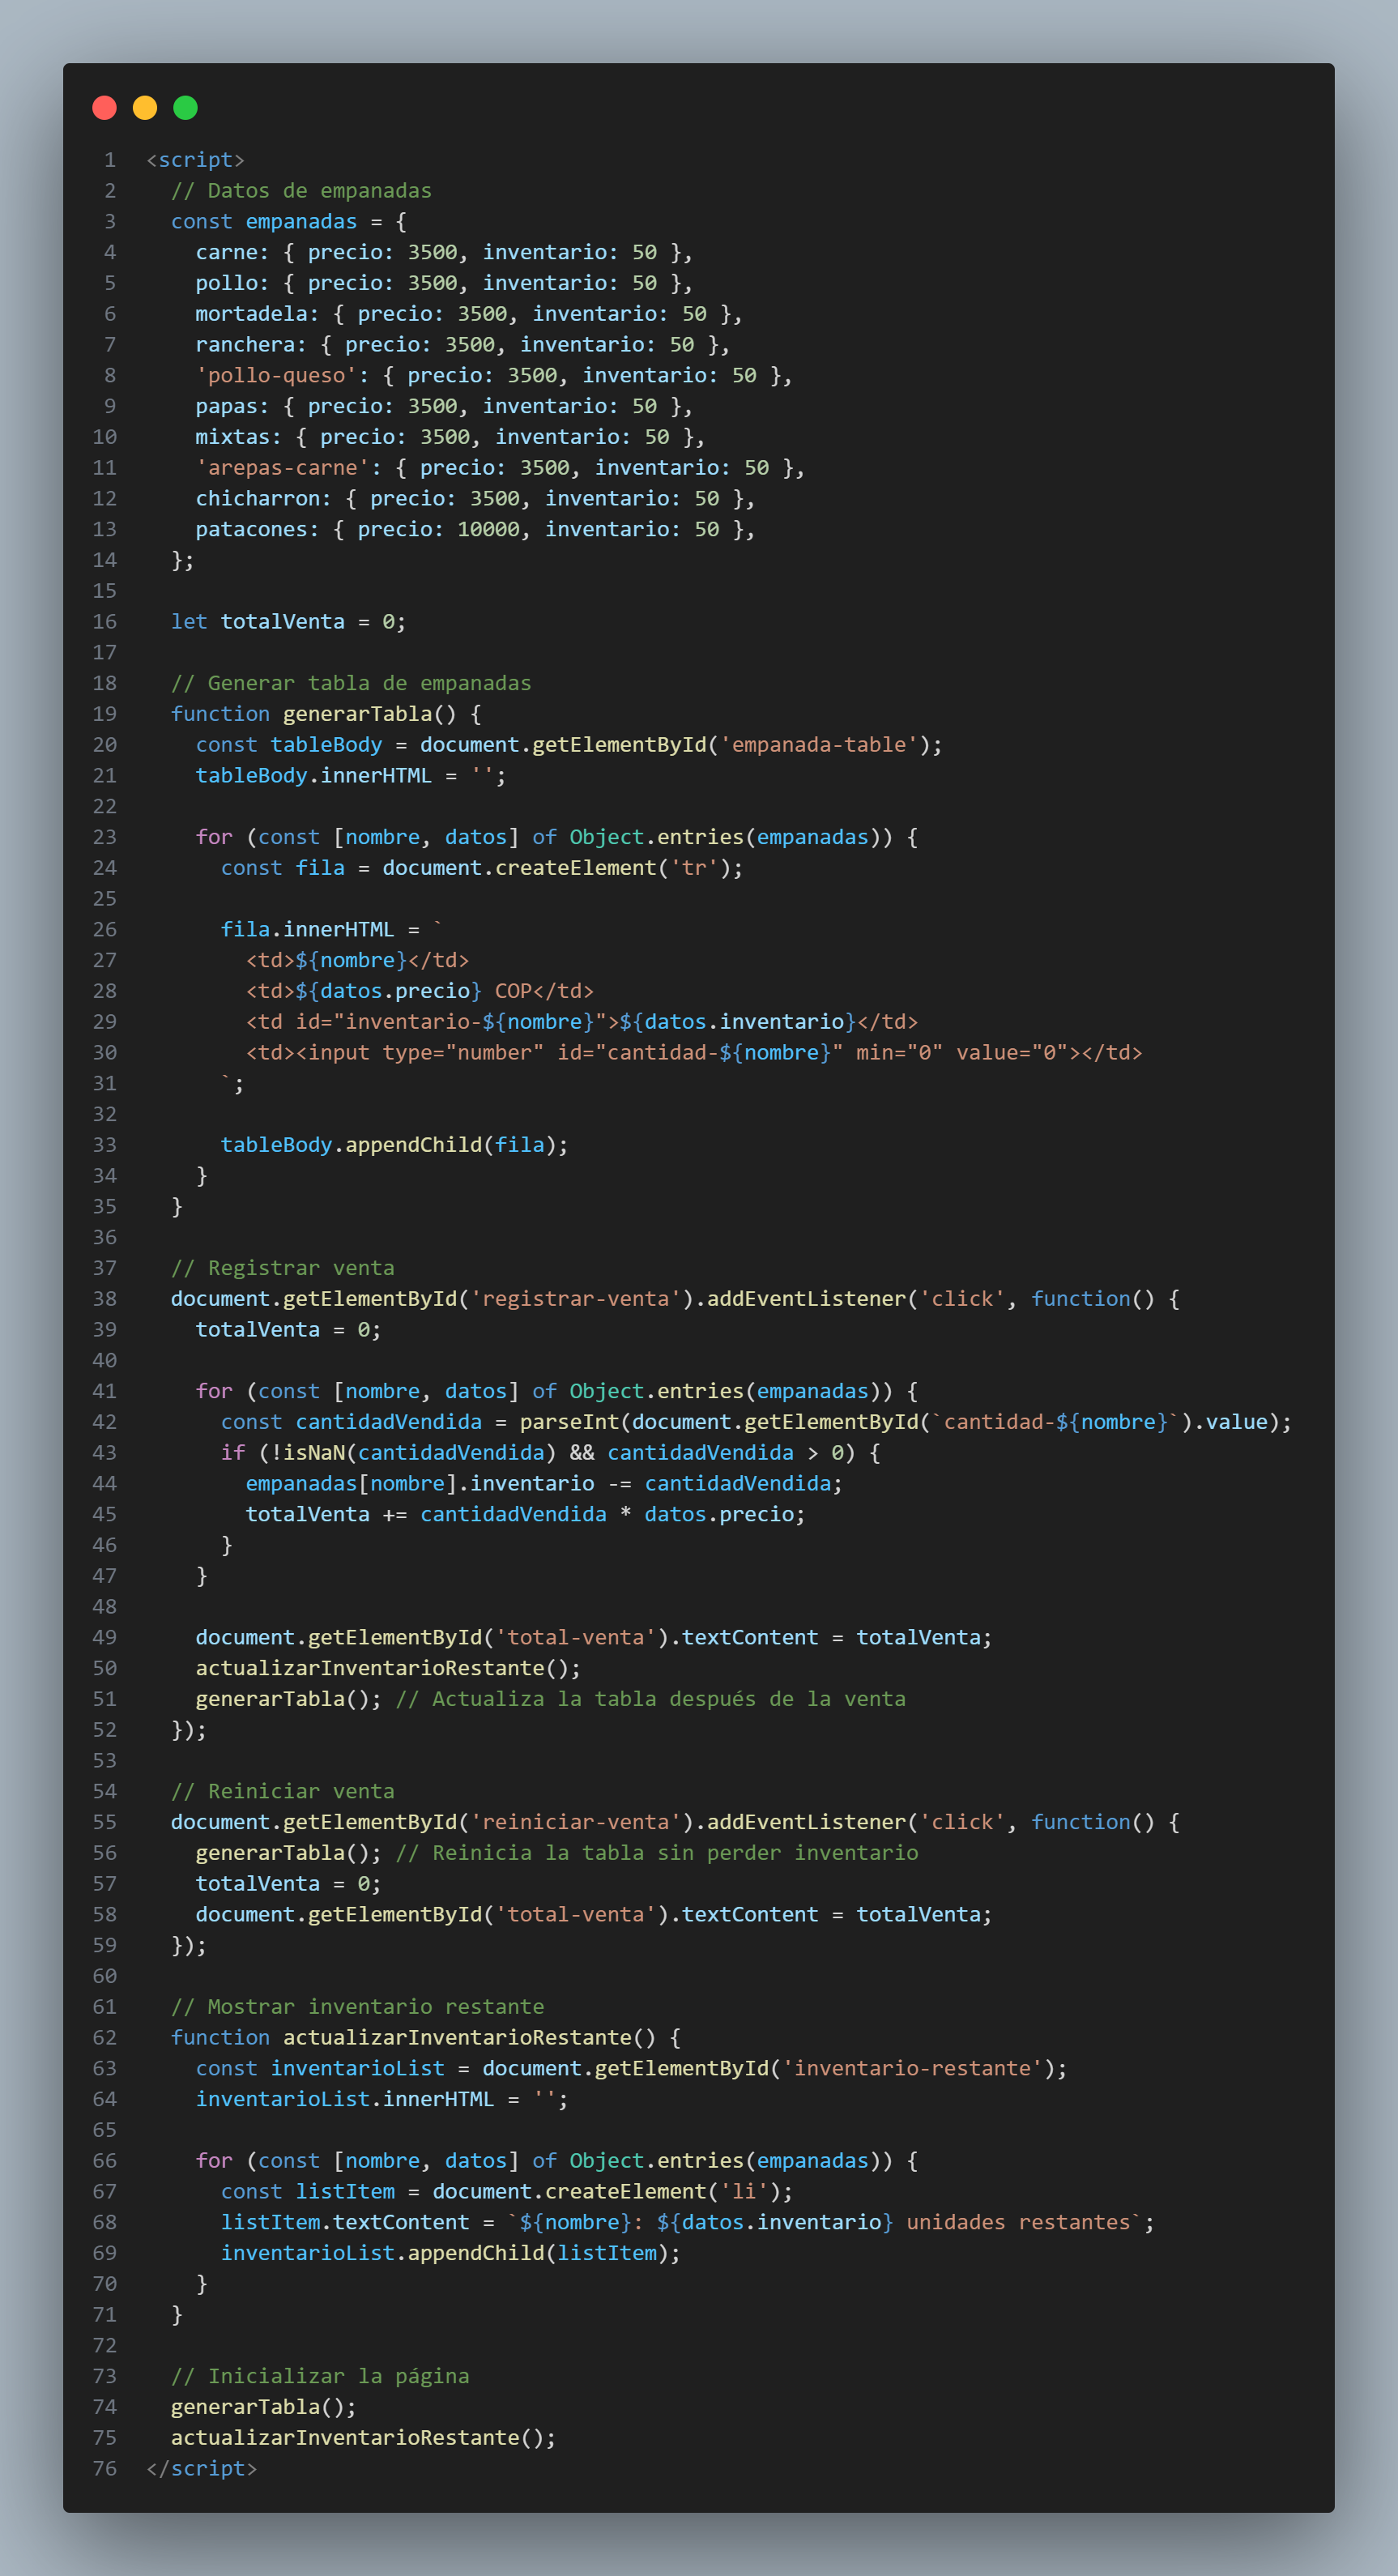 1 <script>
2 // Datos de empanadas
3 const empanadas = {
4 carne: { precio: 3500, inventario: 50 },
5 pollo: { precio: 3500, inventario: 50 },
6 mortadela: { precio: 3500, inventario: 50 },
7 ranchera: { precio: 3500, inventario: 50 },
8 'pollo-queso': { precio: 3500, inventario: 50 },
9 papas: { precio: 3500, inventario: 50 },
10 mixtas: { precio: 3500, inventario: 50 },
11 'arepas-carne': { precio: 3500, inventario: 50 },
12 chicharron: { precio: 3500, inventario: 50 },
13 patacones: { precio: 10000, inventario: 50 },
14 };
15
16 let totalVenta = 0;
17
18 // Generar tabla de empanadas
19 function generarTabla() {
20 const tableBody = document.getElementById('empanada-table');
21 tableBody.innerHTML = '';
22
23 for (const [nombre, datos] of Object.entries(empanadas)) {
24 const fila = document.createElement('tr');
25
26 fila.innerHTML = `
27 <td>${nombre}</td>
28 <td>${datos.precio} COP</td>
29 <td id="inventario-${nombre}">${datos.inventario}</td>
30 <td><input type="number" id="cantidad-${nombre}" min="0" value="0"></td>
31 `;
32
33 tableBody.appendChild(fila);
34 }
35 }
36
37 // Registrar venta
38 document.getElementById('registrar-venta').addEventListener('click', function() {
39 totalVenta = 0;
40
41 for (const [nombre, datos] of Object.entries(empanadas)) {
42 const cantidadVendida = parseInt(document.getElementById(`cantidad-${nombre}`).value);
43 if (!isNaN(cantidadVendida) && cantidadVendida > 0) {
44 empanadas[nombre].inventario -= cantidadVendida;
45 totalVenta += cantidadVendida * datos.precio;
46 }
47 }
48
49 document.getElementById('total-venta').textContent = totalVenta;
50 actualizarInventarioRestante();
51 generarTabla(); // Actualiza la tabla después de la venta
52 });
53
54 // Reiniciar venta
55 document.getElementById('reiniciar-venta').addEventListener('click', function() {
56 generarTabla(); // Reinicia la tabla sin perder inventario
57 totalVenta = 0;
58 document.getElementById('total-venta').textContent = totalVenta;
59 });
60
61 // Mostrar inventario restante
62 function actualizarInventarioRestante() {
63 const inventarioList = document.getElementById('inventario-restante');
64 inventarioList.innerHTML = '';
65
66 for (const [nombre, datos] of Object.entries(empanadas)) {
67 const listItem = document.createElement('li');
68 listItem.textContent = `${nombre}: ${datos.inventario} unidades restantes`;
69 inventarioList.appendChild(listItem);
70 }
71 }
72
73 // Inicializar la página
74 generarTabla();
75 actualizarInventarioRestante();
76 </script>